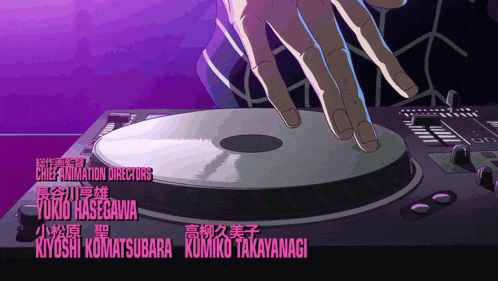 総作画監督
CHIEF ANIMATION DIRECTORS
長谷川亨雄
YUKIO HASEGAWA
小松原 聖 高柳久美子
KIYOSHI KOMATSUBARA KUMIKO TAKAYANAGI